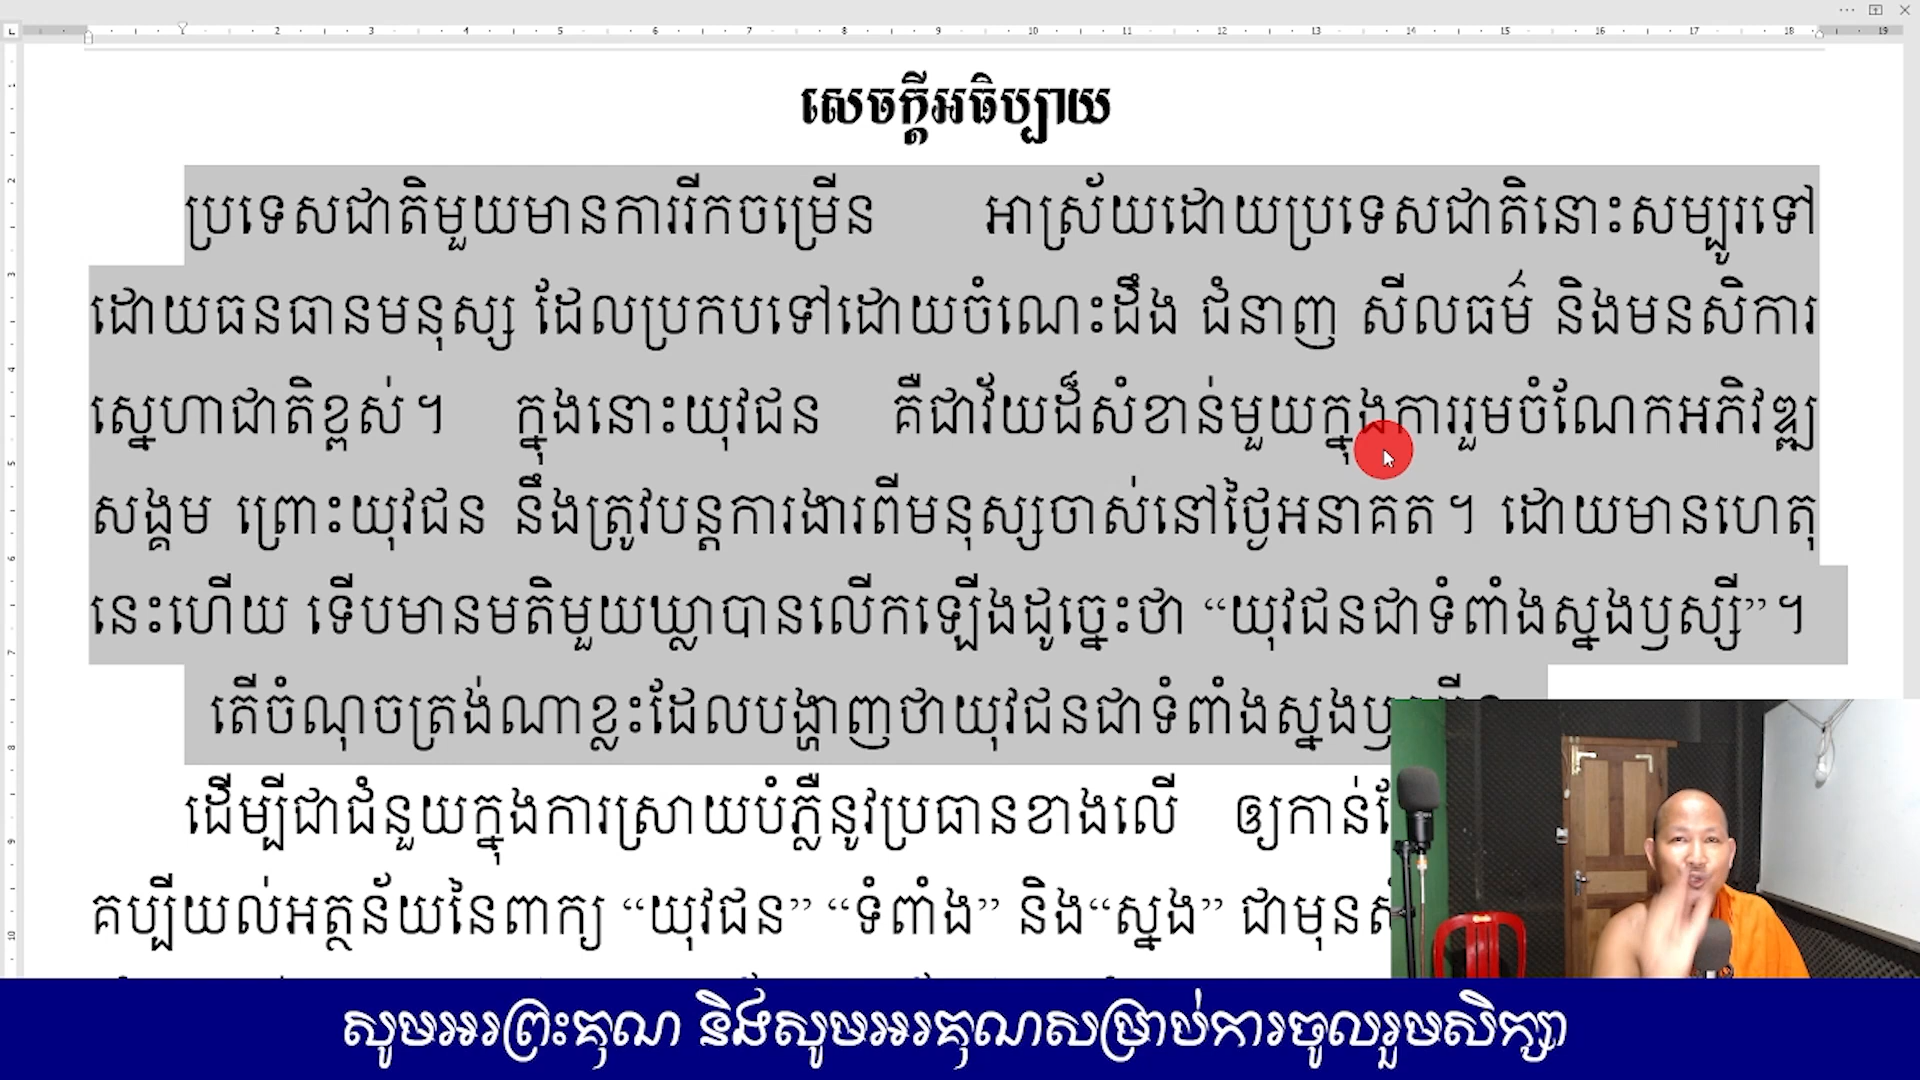 សេចក្ដីអធិប្បាយ
ប្រទេសជាតិមួយមានការរីកចម្រើន អាស្រ័យដោយប្រទេសជាតិនោះសម្បូរទៅ
ដោយធនធានមនុស្ស ដែលប្រកបទៅដោយចំណេះដឹង ជំនាញ សីលធម៌ និងមនសិការ
ស្នេហាជាតិខ្ពស់។ ក្នុងនោះយុវជន គឺជាវ័យដ៏សំខាន់មួយក្នុងការរួមចំណែកអភិវឌ្ឍ
សង្គម ព្រោះយុវជន នឹងត្រូវបន្តការងារពីមនុស្សចាស់នៅថ្ងៃអនាគត។ ដោយមានហេតុ
នេះហើយ ទើបមានមតិមួយឃ្លាបានលើកឡើងដូច្នេះថា “យុវជនជាទំពាំងស្នងឫស្សី”។
តើចំណុចត្រង់ណាខ្លះដែលបង្ហាញថាយុវជនជាទំពាំងស្នង
ដើម្បីជាជំនួយក្នុងការស្រាយបំភ្លឺនូវប្រធានខាងលើ ឲ្យកាន់
គប្បីយល់អត្ថន័យនៃពាក្យ “យុវជន” “ទំពាំង” និង“ស្នង” ជាមុន
សូមអរព្រះគុណ និងសូមអរគុណសម្រាប់ការចូលរួមសិក្សា